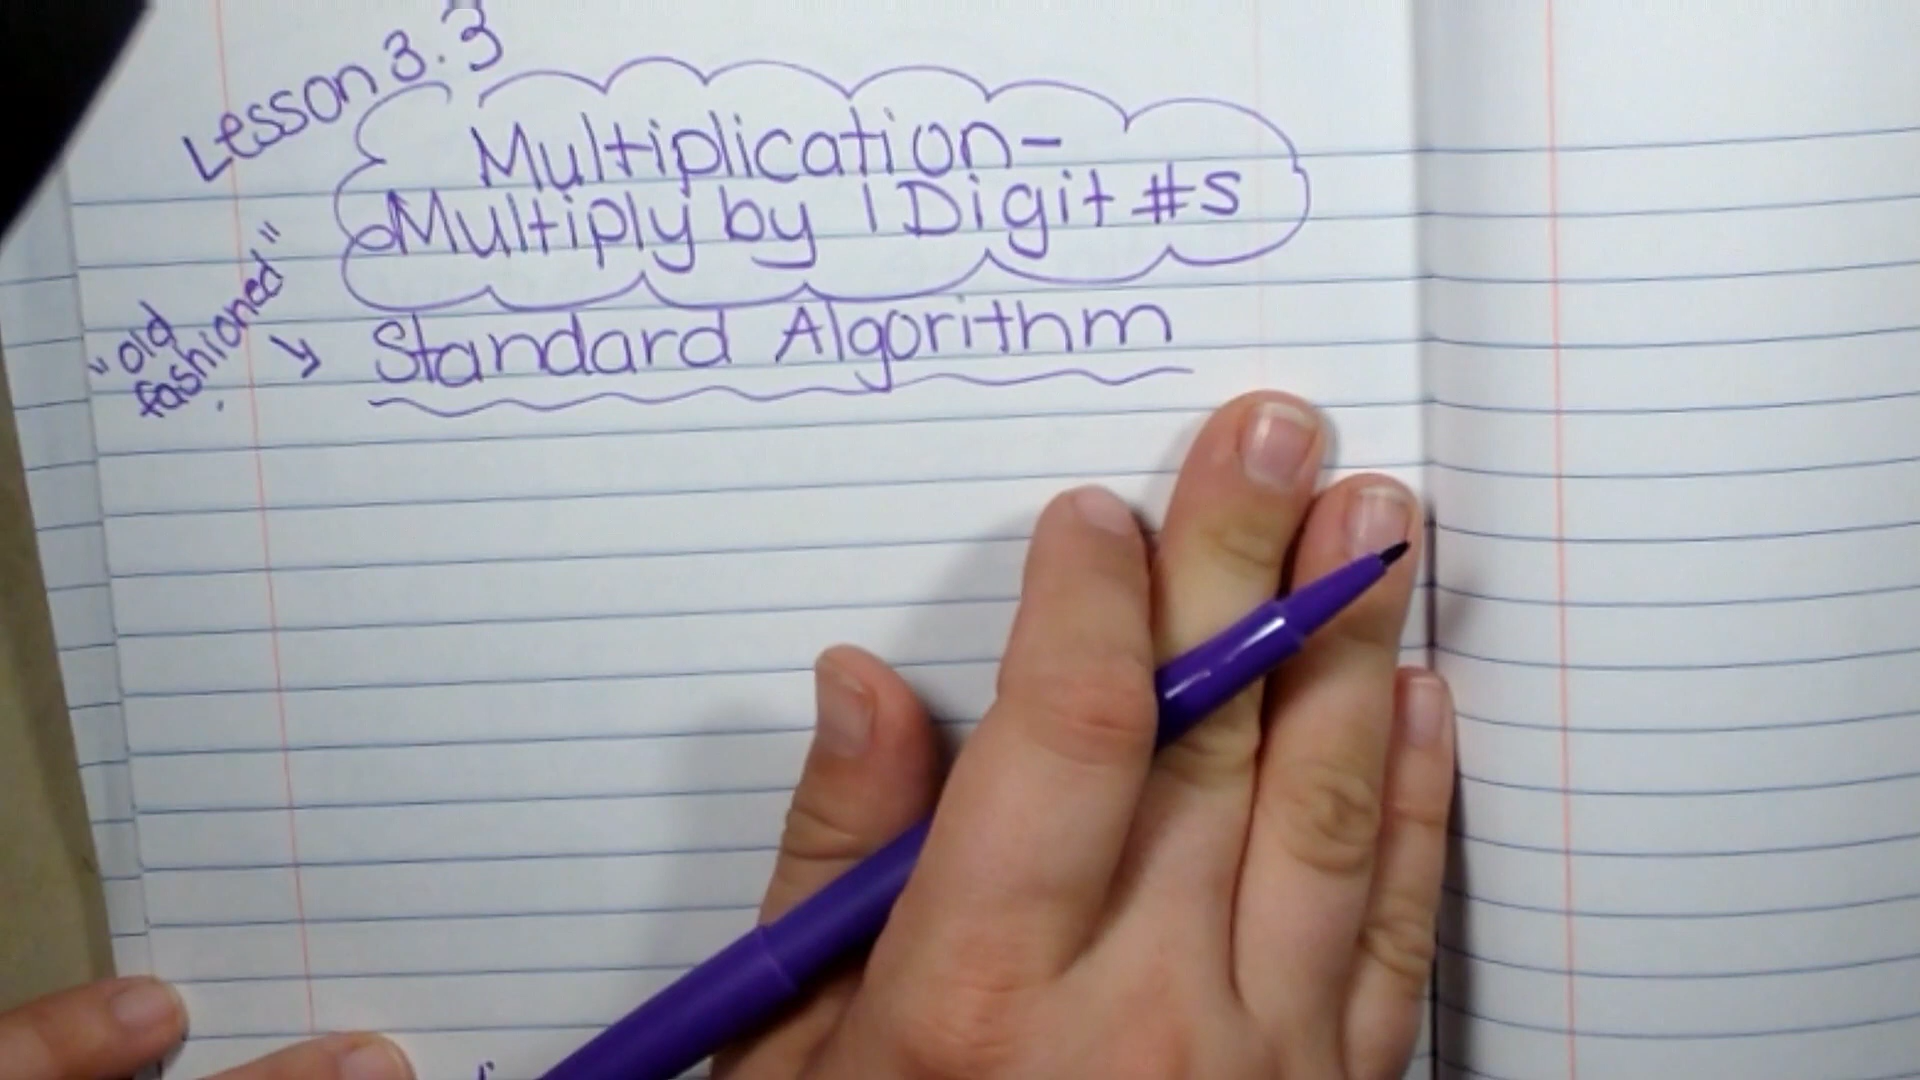 Lesson 3.3
Multiplication-
Multiply by 1 Digit #s
"old
fashioned"
Standard Algorithm